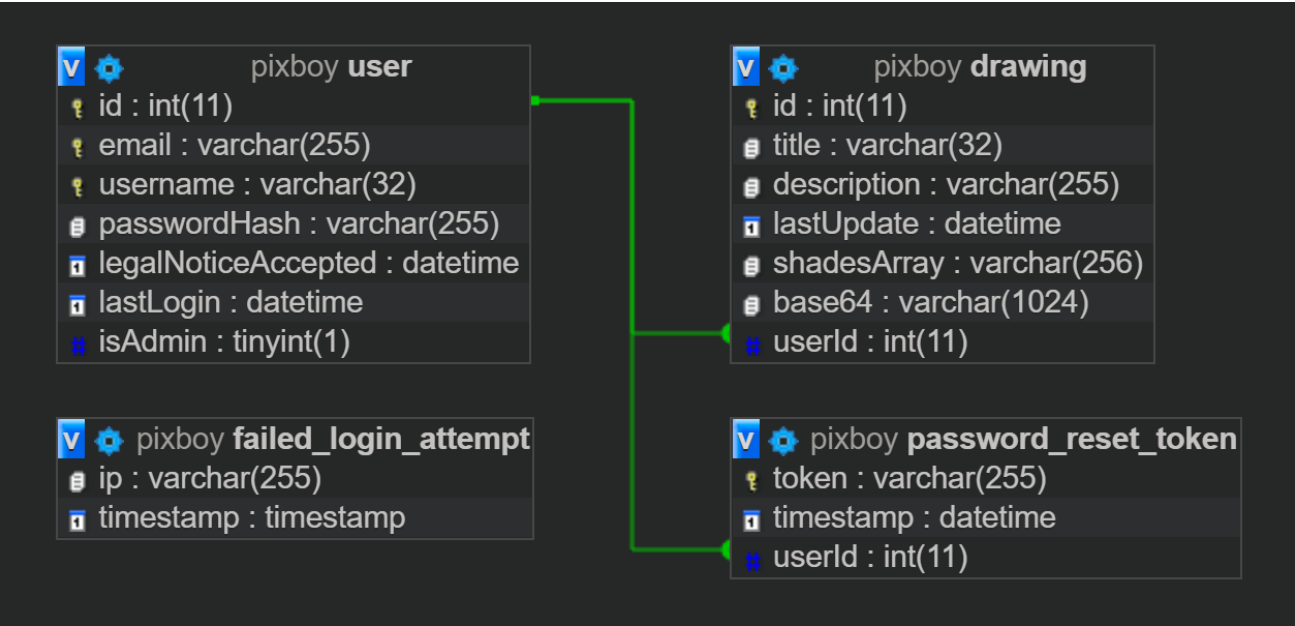 pixboy user
id : int(11)
email : varchar(255)
username : varchar(32)
passwordHash : varchar(255)
legalNoticeAccepted : datetime
lastLogin : datetime
isAdmin : tinyint(1)
pixboy drawing
id : int(11)
title : varchar(32)
description : varchar(255)
lastUpdate : datetime
shadesArray : varchar(256)
base64 : varchar(1024)
userId : int(11)
pixboy failed_login_attempt
ip : varchar(255)
timestamp : timestamp
pixboy password_reset_token
token : varchar(255)
timestamp : datetime
userId : int(11)